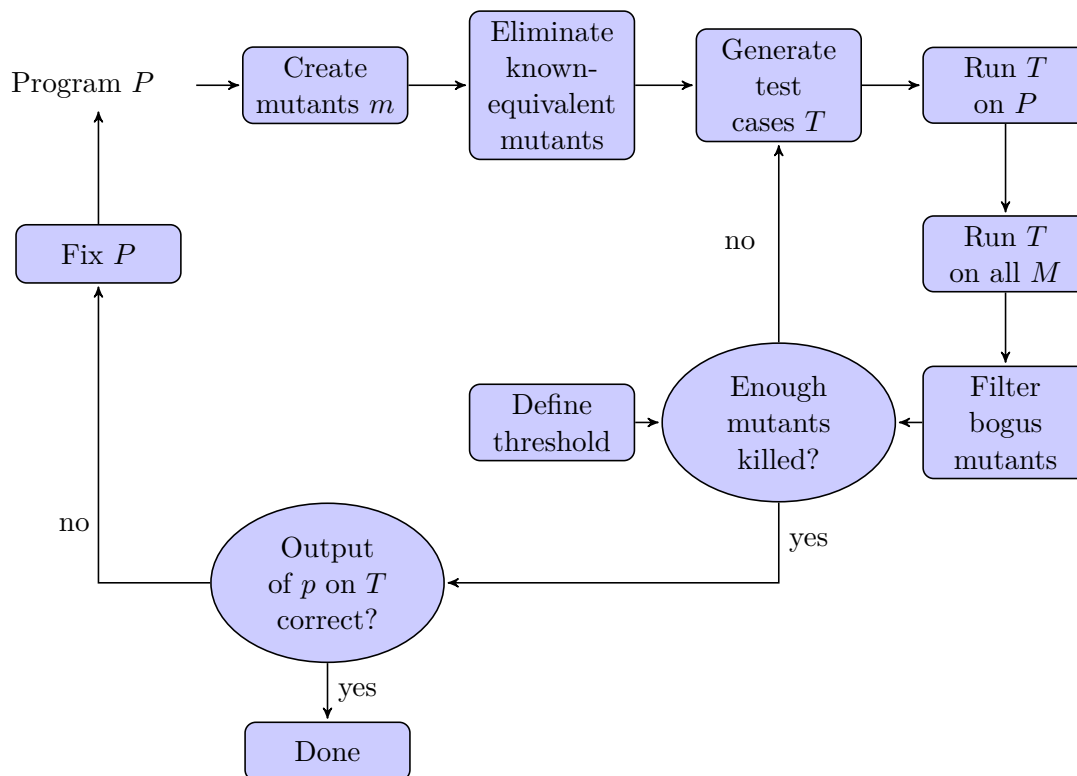 Program P
Create
mutants m
Eliminate
known-
equivalent
mutants
Generate
test
cases T
Run T
on P
Fix P
no
Run T
on all M
Define
threshold
Enough
mutants
killed?
Filter
bogus
mutants
no
yes
Output
of p on T
correct?
yes
Done